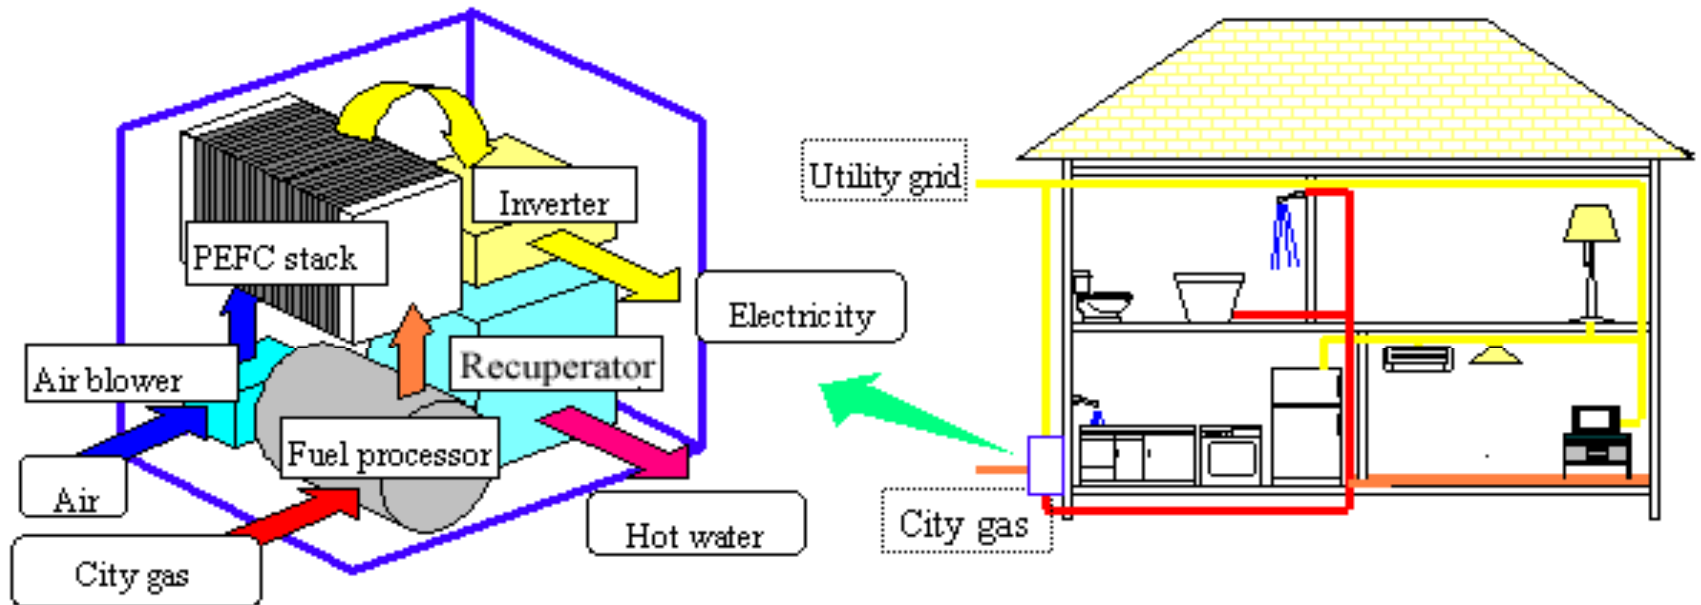 Inverter
PEFC stack
Electricity
Air blower
Recuperator
Fuel processor
Air
Hot water
City gas
Utility grid
City gas